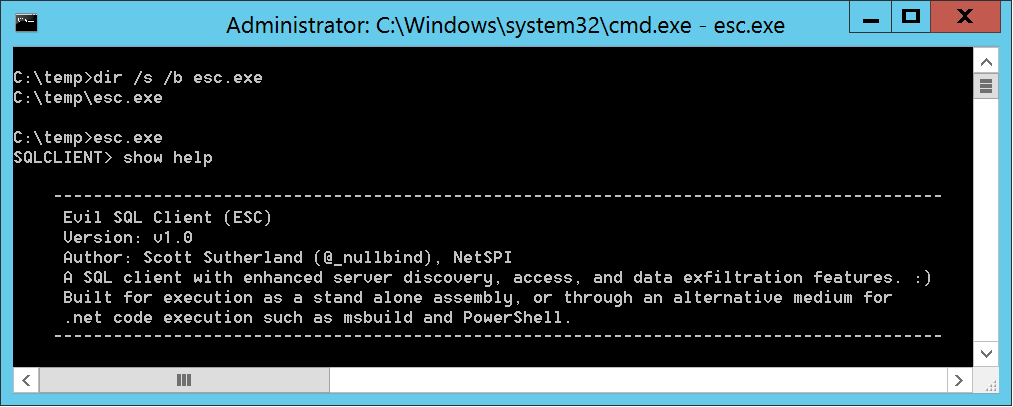 Administrator: C:\Windows\system32\cmd.exe - esc.exe
C:\temp>dir /s /b esc.exe
C:\temp\esc.exe
C:\temp>esc.exe
SQLCLIENT> show help
--------------------------------------------------------------------------------------------------
Evil SQL Client (ESC)
Version: v1.0
Author: Scott Sutherland (@_nullbind), NetSPI
A SQL client with enhanced server discovery, access, and data exfiltration features. :)
Built for execution as a stand alone assembly, or through an alternative medium for
.net code execution such as msbuild and PowerShell.
--------------------------------------------------------------------------------------------------